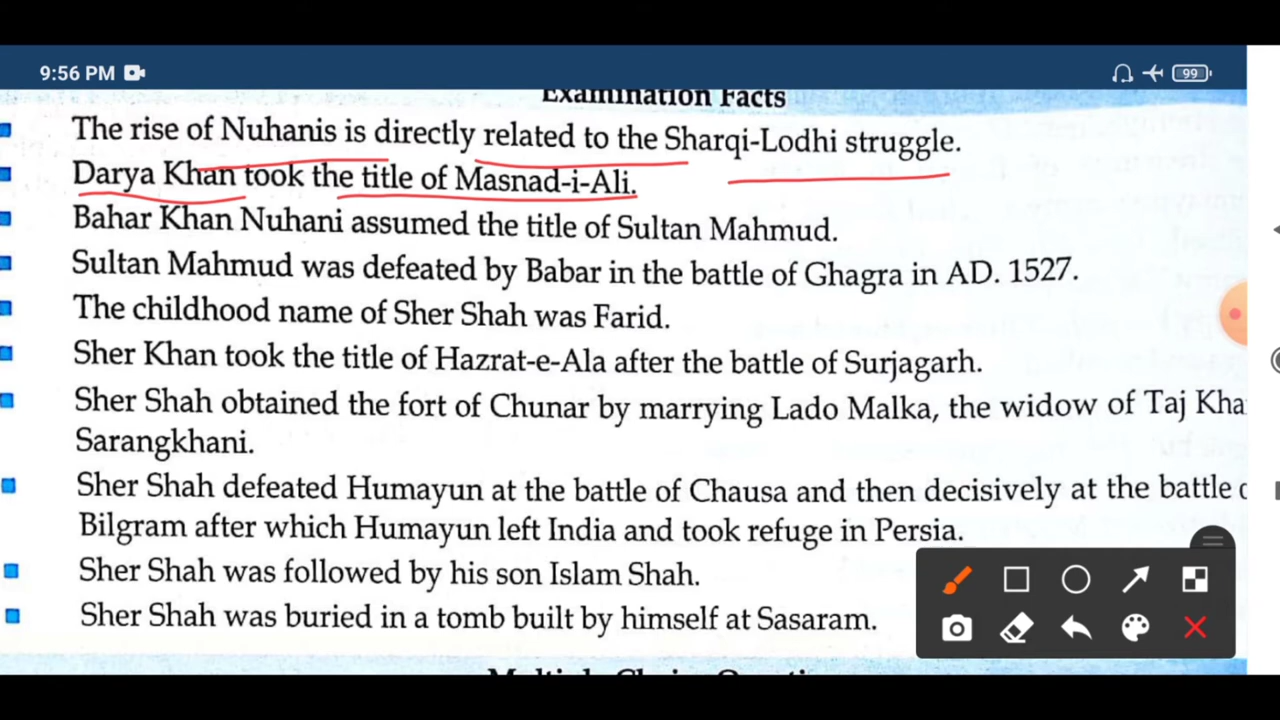 9:56 PM
99
Examination Facts
The rise of Nuhanis is directly related to the Sharqi-Lodhi struggle.
Darya Khan took the title of Masnad-i-Ali.
Bahar Khan Nuhani assumed the title of Sultan Mahmud.
Sultan Mahmud was defeated by Babar in the battle of Ghagra in AD. 1527.
The childhood name of Sher Shah was Farid.
Sher Khan took the title of Hazrat-e-Ala after the battle of Surjagarh.
Sher Shah obtained the fort of Chunar by marrying Lado Malka, the widow of Taj Kha
Sarangkhani.
Sher Shah defeated Humayun at the battle of Chausa and then decisively at the battle
Bilgram after which Humayun left India and took refuge in Persia.
Sher Shah was followed by his son Islam Shah.
Sher Shah was buried in a tomb built by himself at Sasaram.